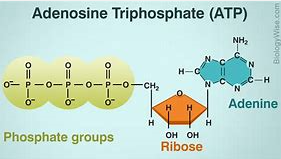 Adenosine Triphosphate (ATP)
BiologyWise.com
NH₂
O O O
O⁻ P O P O P O CH₂
O⁻ O⁻ O⁻
N N N N
O
H H H H
OH OH
Adenine
Phosphate groups
Ribose